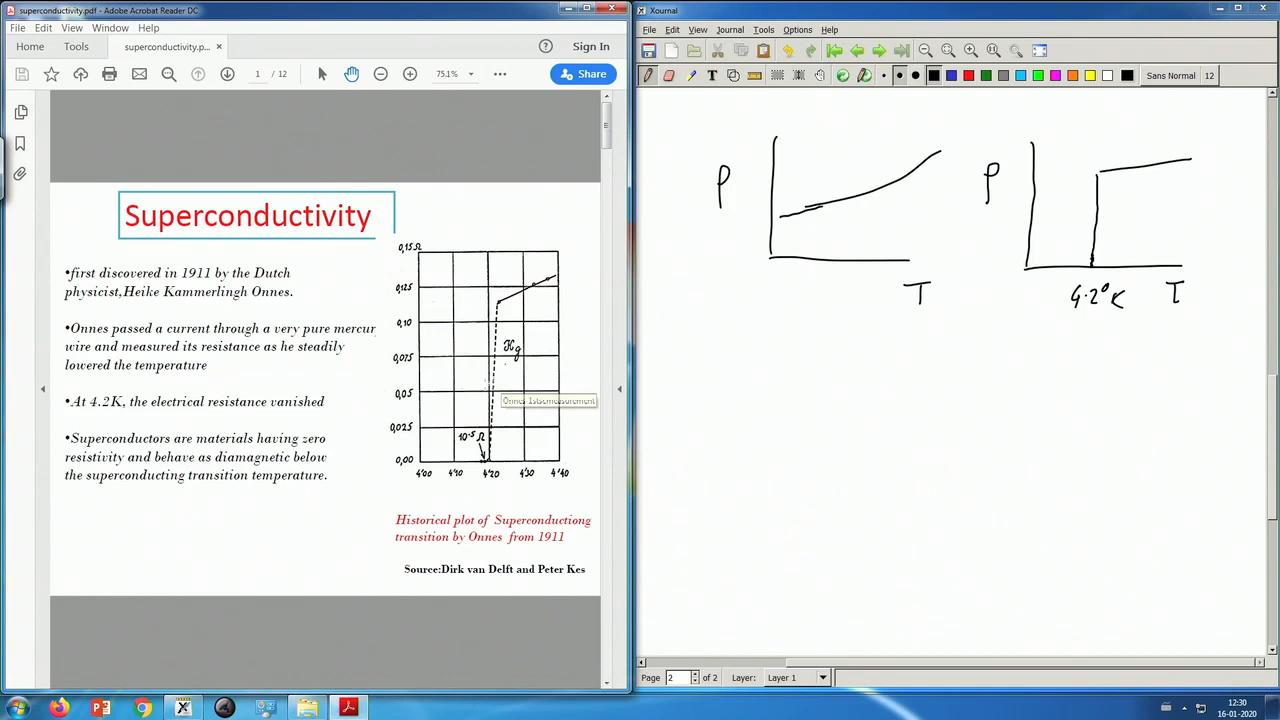 superconductivity.pdf - Adobe Acrobat Reader DC
File Edit View Window Help
Home Tools superconductivity.p... × Sign In
1 / 12 75.1% Share
Superconductivity
•first discovered in 1911 by the Dutch
physicist,Heike Kammerlingh Onnes.
•Onnes passed a current through a very pure mercur
wire and measured its resistance as he steadily
lowered the temperature
•At 4.2K, the electrical resistance vanished
•Superconductors are materials having zero
resistivity and behave as diamagnetic below
the superconducting transition temperature.
0,15 Ω
0,125
0,10
0,075
0,05
0,025
0,00
Hg
10⁻⁵ Ω
4'00 4'10 4'20 4'30 4'40
Onnes 1stsemeasurement
Historical plot of Superconductiong
transition by Onnes from 1911
Source:Dirk van Delft and Peter Kes
Xournal
File Edit View Journal Tools Options Help
Sans Normal 12
ρ
T
ρ
4.2°K T
Page 2 of 2 Layer: Layer 1
12:30
16-01-2020